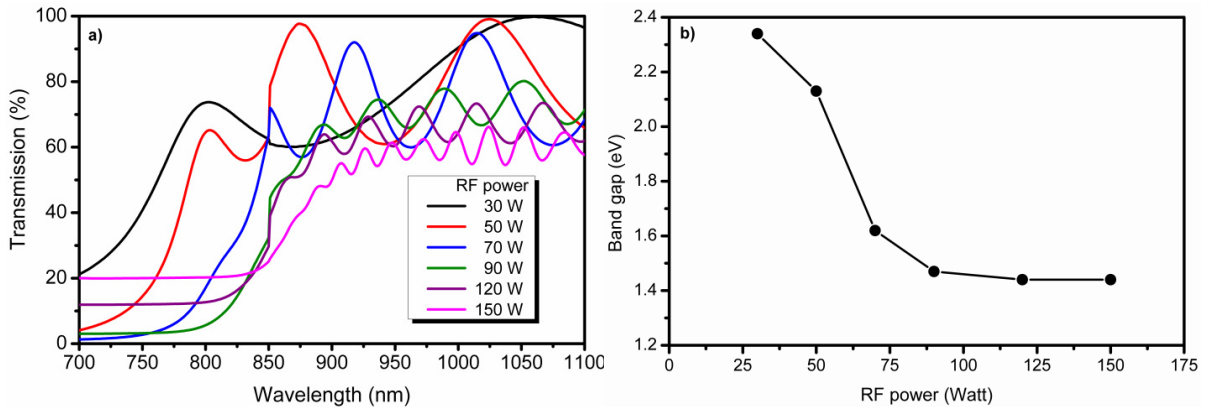 a)
Transmission (%)
100
80
60
40
20
0
700
750
800
850
900
950
1000
1050
1100
Wavelength (nm)
RF power
30 W
50 W
70 W
90 W
120 W
150 W
b)
Band gap (eV)
2.4
2.2
2.0
1.8
1.6
1.4
1.2
0
25
50
75
100
125
150
175
RF power (Watt)